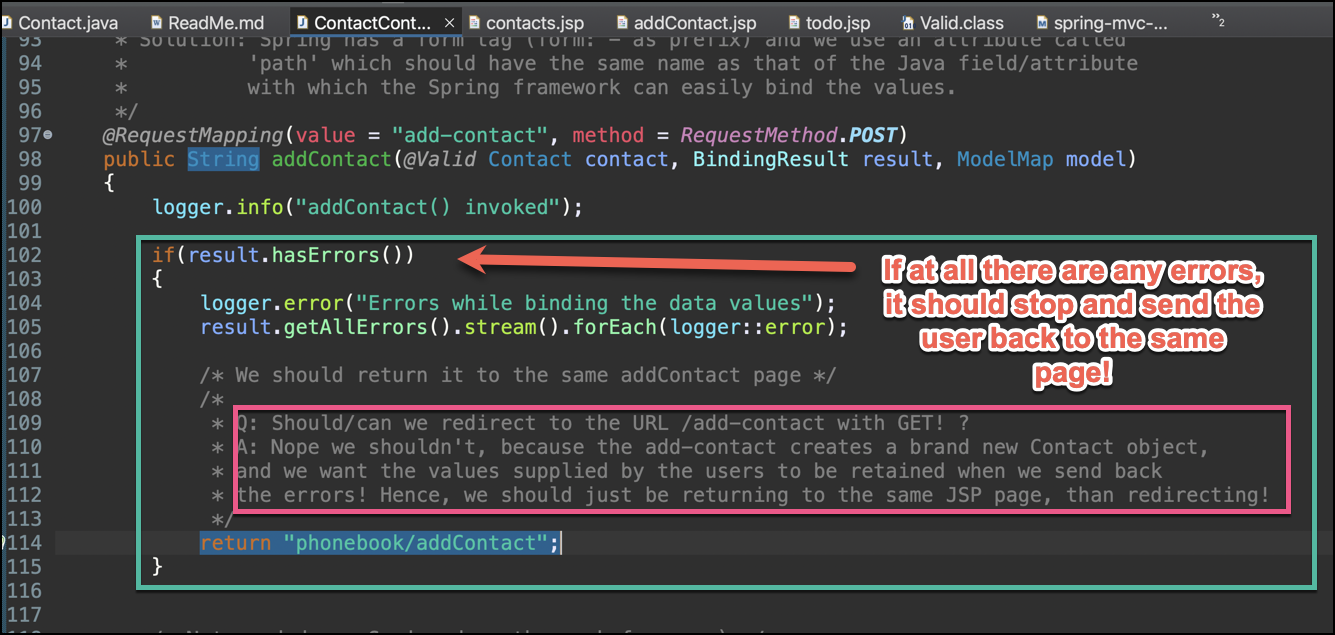 Contact.java ReadMe.md ContactCont... × contacts.jsp addContact.jsp todo.jsp Valid.class spring-mvc-... »2
93 * Solution: Spring has a form tag (form: - as prefix) and we use an attribute called
94 * 'path' which should have the same name as that of the Java field/attribute
95 * with which the Spring framework can easily bind the values.
96 */
97 @RequestMapping(value = "add-contact", method = RequestMethod.POST)
98 public String addContact(@Valid Contact contact, BindingResult result, ModelMap model)
99 {
100 logger.info("addContact() invoked");
101
102 if(result.hasErrors())
103 {
104 logger.error("Errors while binding the data values");
105 result.getAllErrors().stream().forEach(logger::error);
106
107 /* We should return it to the same addContact page */
108 /*
109 * Q: Should/can we redirect to the URL /add-contact with GET! ?
110 * A: Nope we shouldn't, because the add-contact creates a brand new Contact object,
111 * and we want the values supplied by the users to be retained when we send back
112 * the errors! Hence, we should just be returning to the same JSP page, than redirecting!
113 */
114 return "phonebook/addContact";
115 }
116
117
If at all there are any errors,
it should stop and send the
user back to the same
page!